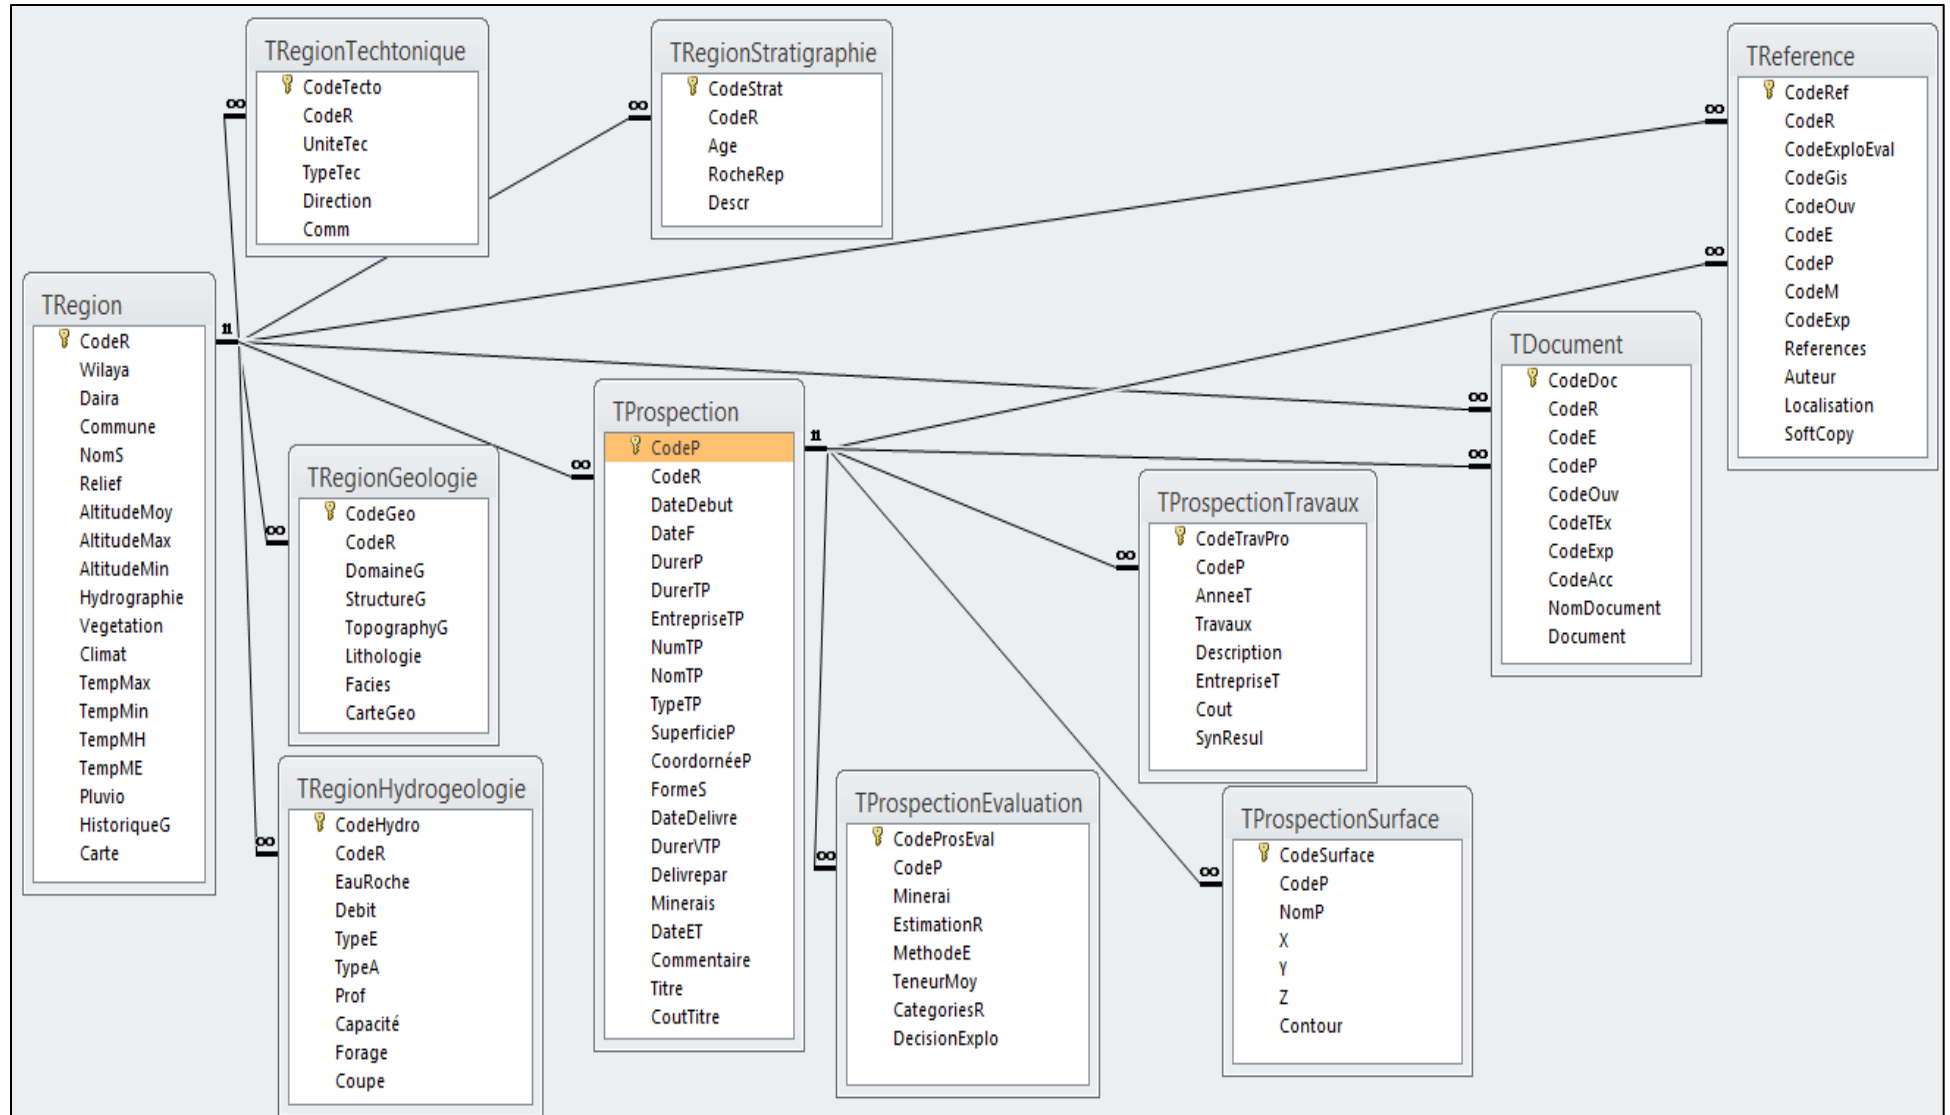 TRegionTechtonique
CodeTecto
CodeR
UniteTec
TypeTec
Direction
Comm
TRegionStratigraphie
CodeStrat
CodeR
Age
RocheRep
Descr
TReference
CodeRef
CodeR
CodeExploEval
CodeGis
CodeOuv
CodeE
CodeP
CodeM
CodeExp
References
Auteur
Localisation
SoftCopy
TRegion
CodeR
Wilaya
Daira
Commune
NomS
Relief
AltitudeMoy
AltitudeMax
AltitudeMin
Hydrographie
Vegetation
Climat
TempMax
TempMin
TempMH
TempME
Pluvio
HistoriqueG
Carte
TRegionGeologie
CodeGeo
CodeR
DomaineG
StructureG
TopographyG
Lithologie
Facies
CarteGeo
TRegionHydrogeologie
CodeHydro
CodeR
EauRoche
Debit
TypeE
TypeA
Prof
Capacité
Forage
Coupe
TProspection
CodeP
CodeR
DateDebut
DateF
DurerP
DurerTP
EntrepriseTP
NumTP
NomTP
TypeTP
SuperficieP
CoordornéeP
FormeS
DateDelivre
DurerVTP
Delivrepar
Minerais
DateET
Commentaire
Titre
CoutTitre
TDocument
CodeDoc
CodeR
CodeE
CodeP
CodeOuv
CodeTEx
CodeExp
CodeAcc
NomDocument
Document
TProspectionTravaux
CodeTravPro
CodeP
AnneeT
Travaux
Description
EntrepriseT
Cout
SynResul
TProspectionEvaluation
CodeProsEval
CodeP
Minerai
EstimationR
MethodeE
TeneurMoy
CategoriesR
DecisionExplo
TProspectionSurface
CodeSurface
CodeP
NomP
X
Y
Z
Contour
∞
∞
∞
∞
∞
∞
∞
∞
∞
∞
∞
∞
1
1